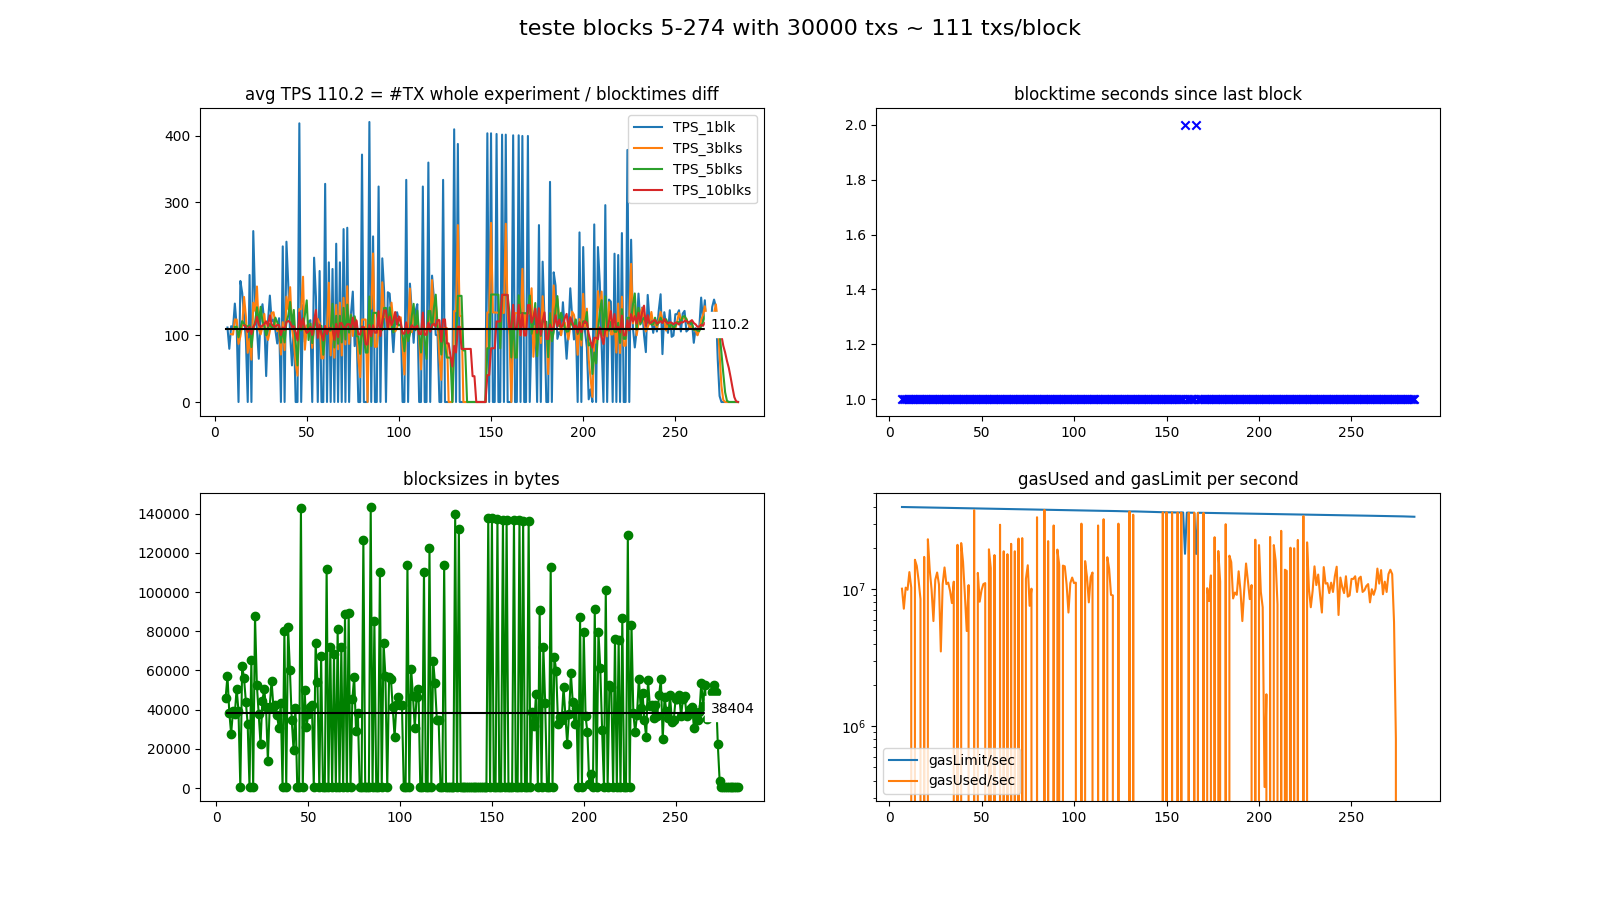 teste blocks 5-274 with 30000 txs ~ 111 txs/block
avg TPS 110.2 = #TX whole experiment / blocktimes diff
400
300
200
100
0
0 50 100 150 200 250
TPS_1blk
TPS_3blks
TPS_5blks
TPS_10blks
110.2
blocktime seconds since last block
2.0
1.8
1.6
1.4
1.2
1.0
0 50 100 150 200 250
blocksizes in bytes
140000
120000
100000
80000
60000
40000
20000
0
0 50 100 150 200 250
38404
gasUsed and gasLimit per second
10^7
10^6
gasLimit/sec
gasUsed/sec
0 50 100 150 200 250